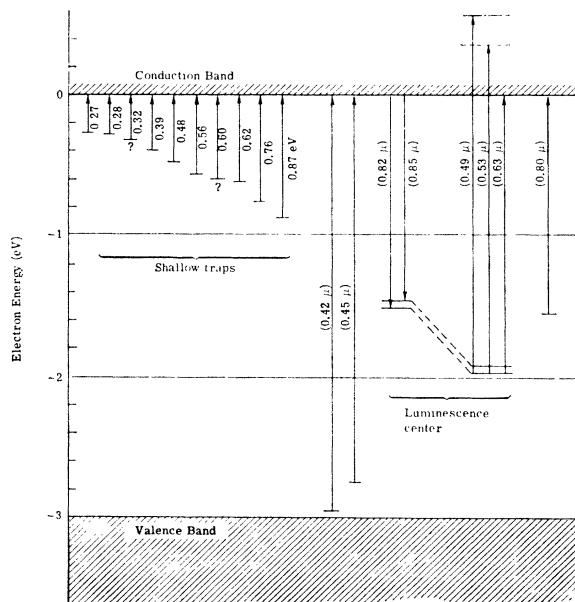 Conduction Band
0
0.27
0.28
0.32
?
0.39
0.48
0.56
0.60
?
0.62
0.76
0.87 eV
Shallow traps
(0.42 μ)
(0.45 μ)
(0.82 μ)
(0.85 μ)
(0.49 μ)
(0.53 μ)
(0.63 μ)
(0.80 μ)
Luminescence
center
Electron Energy (eV)
-1
-2
-3
Valence Band